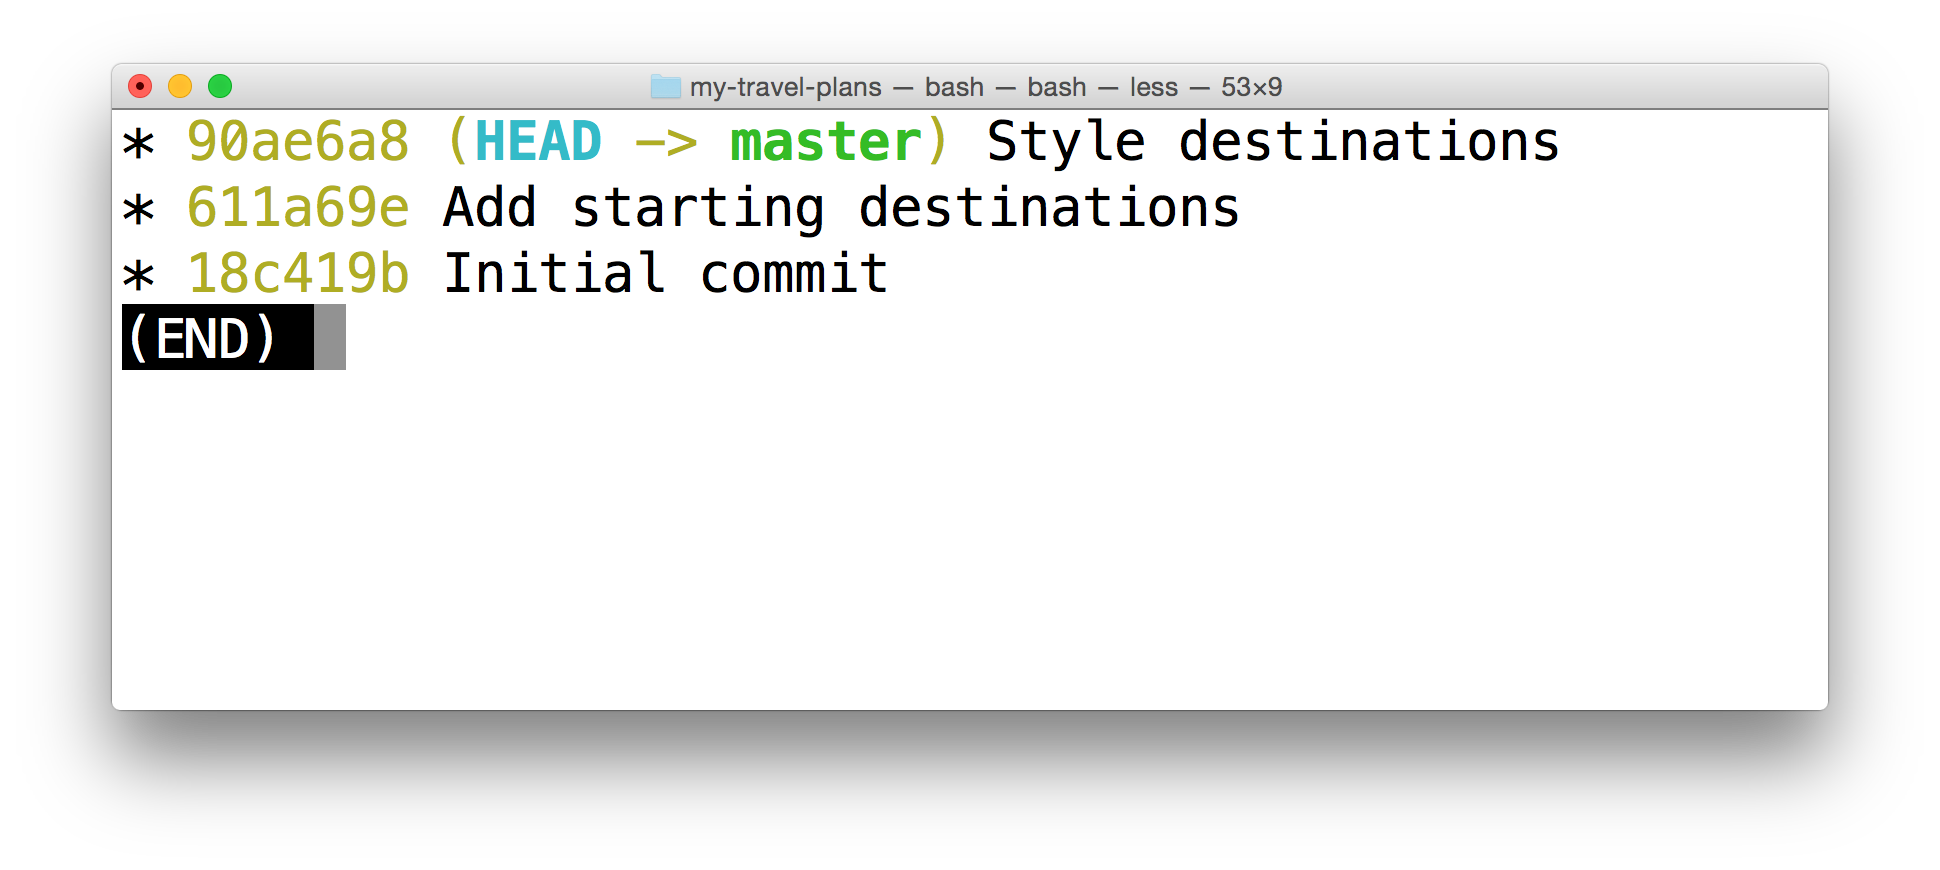 my-travel-plans — bash — bash — less — 53×9
* 90ae6a8 (HEAD -> master) Style destinations
* 611a69e Add starting destinations
* 18c419b Initial commit
(END)